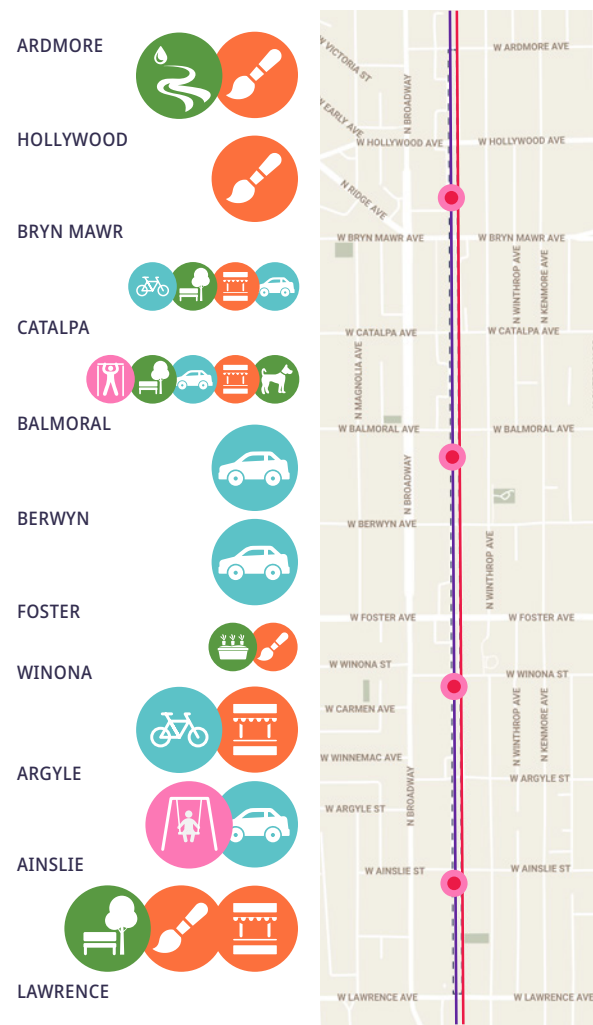 ARDMORE
HOLLYWOOD
BRYN MAWR
CATALPA
BALMORAL
BERWYN
FOSTER
WINONA
ARGYLE
AINSLIE
LAWRENCE
W VICTORIA ST
W ARDMORE AVE
N BROADWAY
W EARLY AVE
W HOLLYWOOD AVE
W HOLLYWOOD AVE
N RIDGE AVE
W BRYN MAWR AVE
W BRYN MAWR AVE
N WINTHROP AVE
N KENMORE AVE
W CATALPA AVE
W CATALPA AVE
N MAGNOLIA AVE
W BALMORAL AVE
W BALMORAL AVE
N BROADWAY
W BERWYN AVE
N WINTHROP AVE
W FOSTER AVE
W FOSTER AVE
W WINONA ST
W WINONA ST
W CARMEN AVE
N WINTHROP AVE
N KENMORE AVE
W WINNEMAC AVE
N BROADWAY
W ARGYLE ST
W ARGYLE ST
W AINSLIE ST
W AINSLIE ST
W LAWRENCE AVE
W LAWRENCE AVE